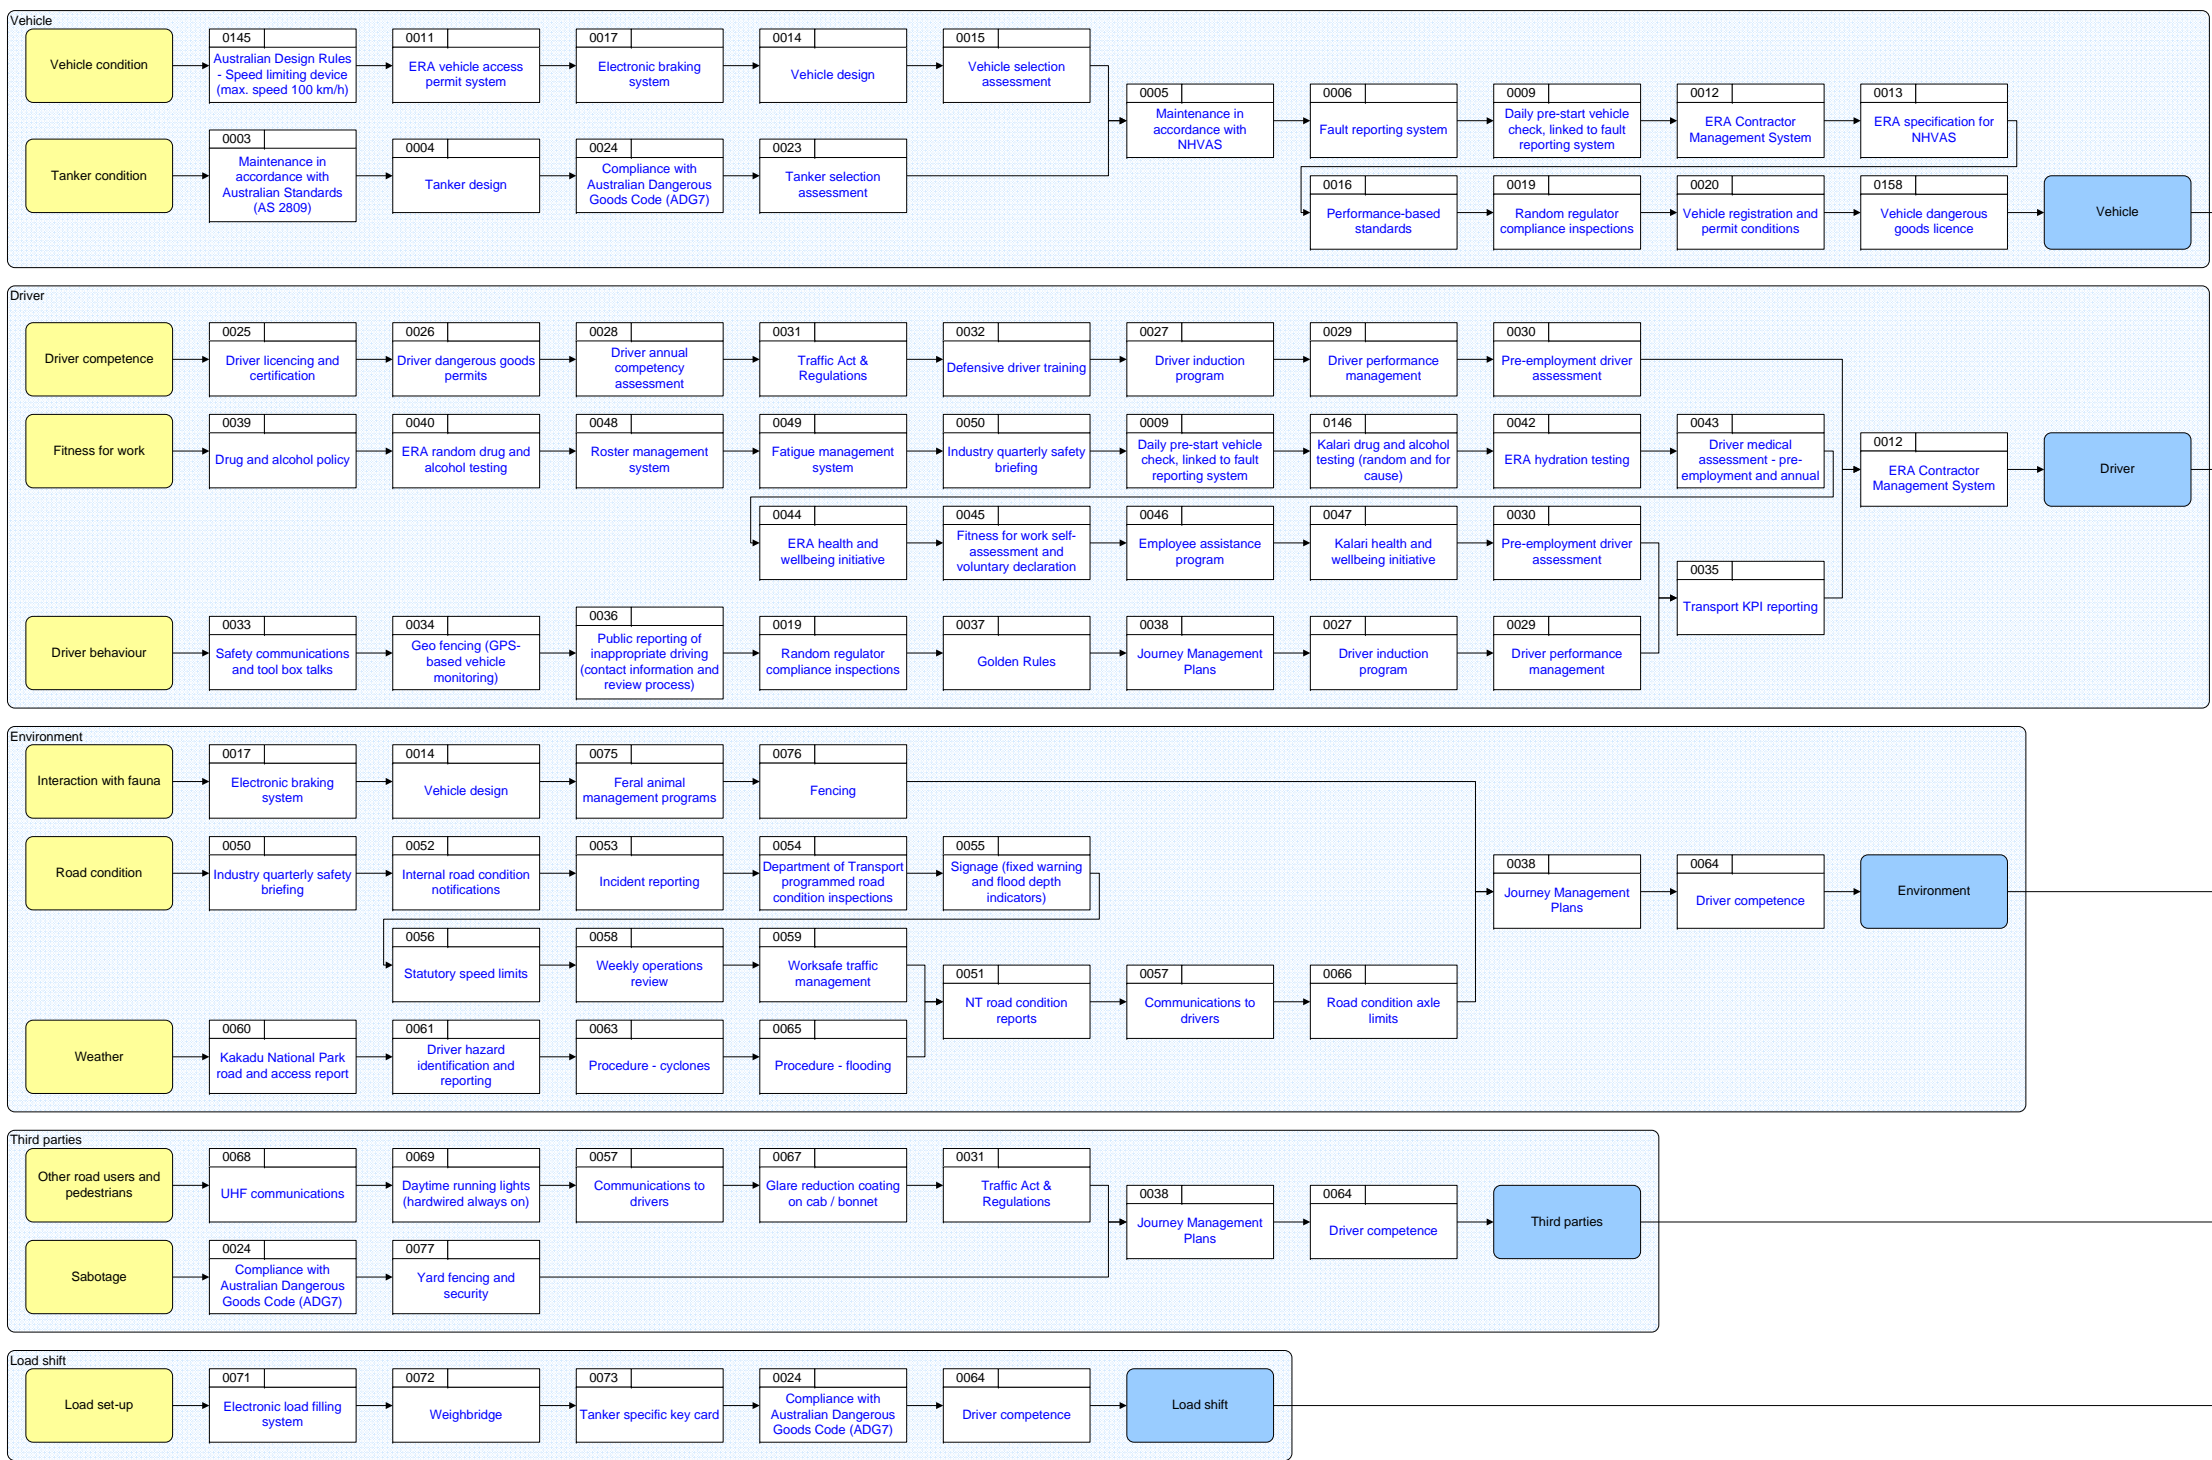 Vehicle
Vehicle condition
0145
Australian Design Rules
- Speed limiting device
(max. speed 100 km/h)
0011
ERA vehicle access
permit system
0017
Electronic braking
system
0014
Vehicle design
0015
Vehicle selection
assessment
Tanker condition
0003
Maintenance in
accordance with
Australian Standards
(AS 2809)
0004
Tanker design
0024
Compliance with
Australian Dangerous
Goods Code (ADG7)
0023
Tanker selection
assessment
0005
Maintenance in
accordance with
NHVAS
0006
Fault reporting system
0009
Daily pre-start vehicle
check, linked to fault
reporting system
0012
ERA Contractor
Management System
0013
ERA specification for
NHVAS
0016
Performance-based
standards
0019
Random regulator
compliance inspections
0020
Vehicle registration and
permit conditions
0158
Vehicle dangerous
goods licence
Vehicle
Driver
Driver competence
0025
Driver licencing and
certification
0026
Driver dangerous goods
permits
0028
Driver annual
competency
assessment
0031
Traffic Act &
Regulations
0032
Defensive driver training
0027
Driver induction
program
0029
Driver performance
management
0030
Pre-employment driver
assessment
Fitness for work
0039
Drug and alcohol policy
0040
ERA random drug and
alcohol testing
0048
Roster management
system
0049
Fatigue management
system
0050
Industry quarterly safety
briefing
0009
Daily pre-start vehicle
check, linked to fault
reporting system
0146
Kalari drug and alcohol
testing (random and for
cause)
0042
ERA hydration testing
0043
Driver medical
assessment - pre-
employment and annual
0044
ERA health and
wellbeing initiative
0045
Fitness for work self-
assessment and
voluntary declaration
0046
Employee assistance
program
0047
Kalari health and
wellbeing initiative
0030
Pre-employment driver
assessment
Driver behaviour
0033
Safety communications
and tool box talks
0034
Geo fencing (GPS-
based vehicle
monitoring)
0036
Public reporting of
inappropriate driving
(contact information and
review process)
0019
Random regulator
compliance inspections
0037
Golden Rules
0038
Journey Management
Plans
0027
Driver induction
program
0029
Driver performance
management
0035
Transport KPI reporting
0012
ERA Contractor
Management System
Driver
Environment
Interaction with fauna
0017
Electronic braking
system
0014
Vehicle design
0075
Feral animal
management programs
0076
Fencing
Road condition
0050
Industry quarterly safety
briefing
0052
Internal road condition
notifications
0053
Incident reporting
0054
Department of Transport
programmed road
condition inspections
0055
Signage (fixed warning
and flood depth
indicators)
0056
Statutory speed limits
0058
Weekly operations
review
0059
Worksafe traffic
management
Weather
0060
Kakadu National Park
road and access report
0061
Driver hazard
identification and
reporting
0063
Procedure - cyclones
0065
Procedure - flooding
0051
NT road condition
reports
0057
Communications to
drivers
0066
Road condition axle
limits
0038
Journey Management
Plans
0064
Driver competence
Environment
Third parties
Other road users and
pedestrians
0068
UHF communications
0069
Daytime running lights
(hardwired always on)
0057
Communications to
drivers
0067
Glare reduction coating
on cab / bonnet
0031
Traffic Act &
Regulations
Sabotage
0024
Compliance with
Australian Dangerous
Goods Code (ADG7)
0077
Yard fencing and
security
0038
Journey Management
Plans
0064
Driver competence
Third parties
Load shift
Load set-up
0071
Electronic load filling
system
0072
Weighbridge
0073
Tanker specific key card
0024
Compliance with
Australian Dangerous
Goods Code (ADG7)
0064
Driver competence
Load shift